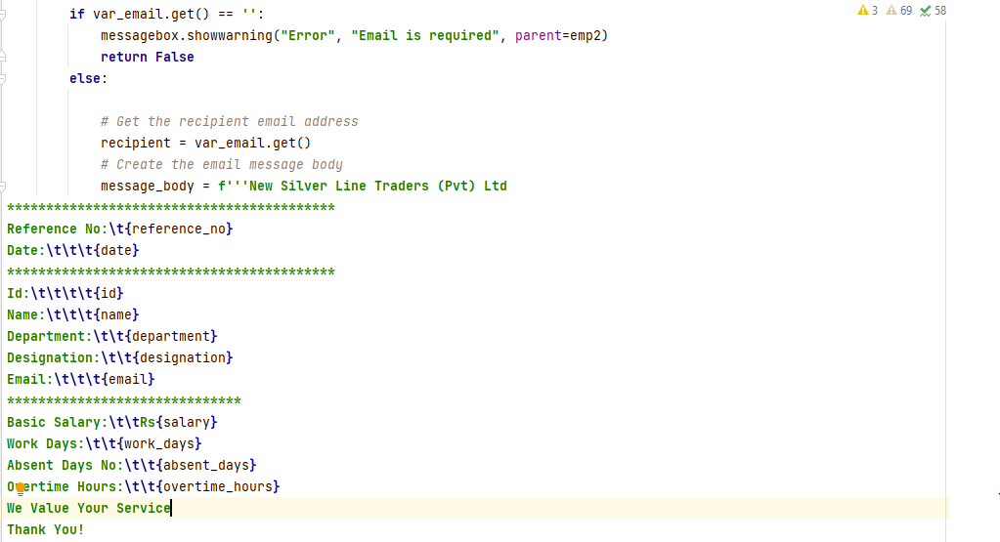 3 69 58
if var_email.get() == '':
messagebox.showwarning("Error", "Email is required", parent=emp2)
return False
else:
# Get the recipient email address
recipient = var_email.get()
# Create the email message body
message_body = f'''New Silver Line Traders (Pvt) Ltd
******************************************
Reference No:\t{reference_no}
Date:\t\t\t{date}
******************************************
Id:\t\t\t\t{id}
Name:\t\t\t{name}
Department:\t\t{department}
Designation:\t\t{designation}
Email:\t\t\t{email}
******************************
Basic Salary:\t\tRs{salary}
Work Days:\t\t{work_days}
Absent Days No:\t\t{absent_days}
Overtime Hours:\t\t{overtime_hours}
We Value Your Service
Thank You!